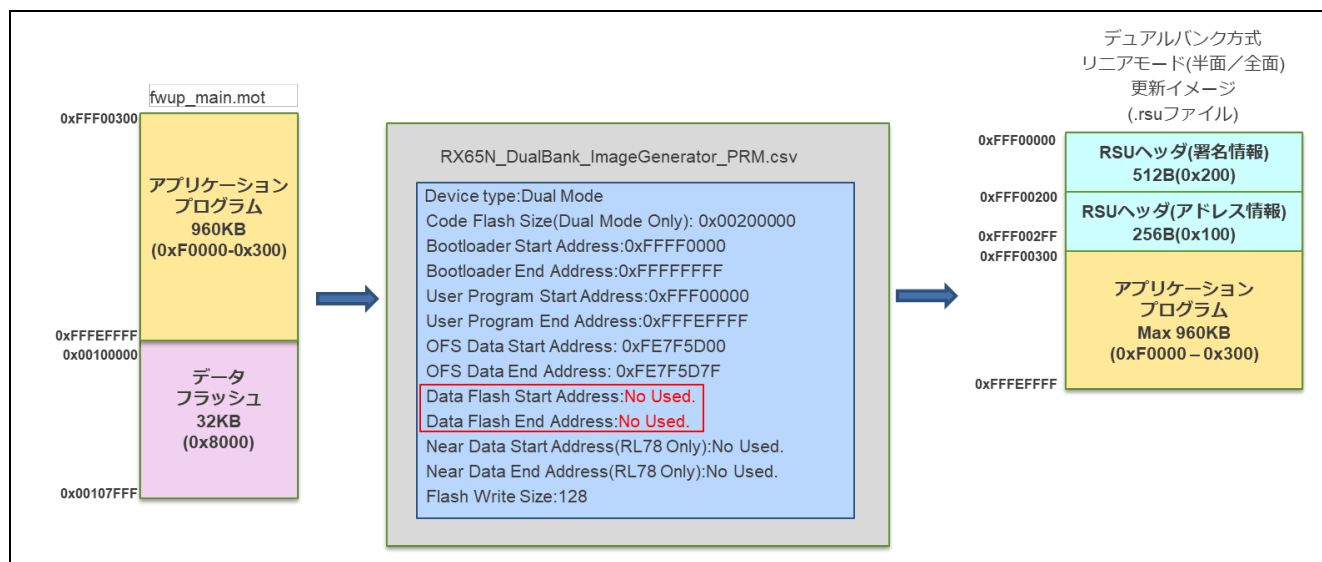 fwup_main.mot
0xFFF00300
アプリケーション
プログラム
960KB
(0xF0000-0x300)
0xFFFEFFFF
0x00100000
データ
フラッシュ
32KB
(0x8000)
0x00107FFF
RX65N_DualBank_ImageGenerator_PRM.csv
Device type:Dual Mode
Code Flash Size(Dual Mode Only): 0x00200000
Bootloader Start Address:0xFFFF0000
Bootloader End Address:0xFFFFFFFF
User Program Start Address:0xFFF00000
User Program End Address:0xFFFEFFFF
OFS Data Start Address: 0xFE7F5D00
OFS Data End Address: 0xFE7F5D7F
Data Flash Start Address:No Used.
Data Flash End Address:No Used.
Near Data Start Address(RL78 Only):No Used.
Near Data End Address(RL78 Only):No Used.
Flash Write Size:128
デュアルバンク方式
リニアモード(半面／全面)
更新イメージ
(.rsuファイル)
0xFFF00000
RSUヘッダ(署名情報)
512B(0x200)
0xFFF00200
RSUヘッダ(アドレス情報)
256B(0x100)
0xFFF002FF
0xFFF00300
アプリケーション
プログラム
Max 960KB
(0xF0000 – 0x300)
0xFFFEFFFF